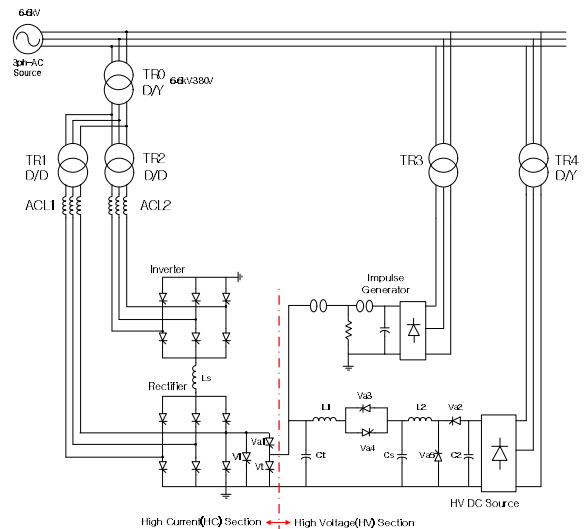 6.6kV
3ph-AC
Source
TR0
D/Y
6.6kV:380V
TR1
D/D
TR2
D/D
TR3
TR4
D/Y
ACL1
ACL2
Inverter
Impulse
Generator
Ls
Rectifier
L1
Va3
L2
Va2
Va1
V1
Vt
Ct
Va4
Cs
Va5
C2
HV DC Source
High Current(HC) Section
High Voltage(HV) Section